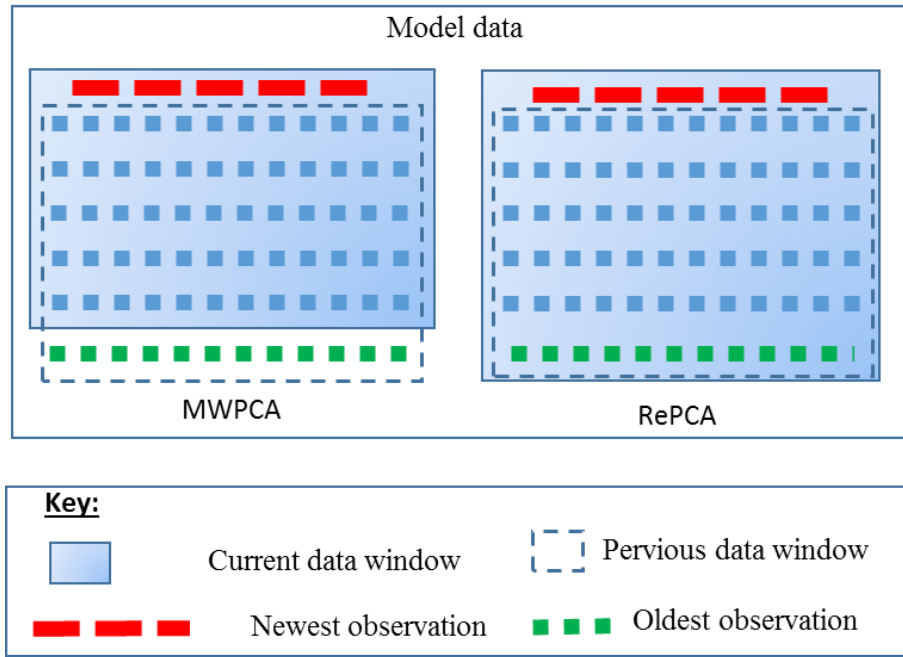 Model data
MWPCA
RePCA
Key:
Current data window
Pervious data window
Newest observation
Oldest observation